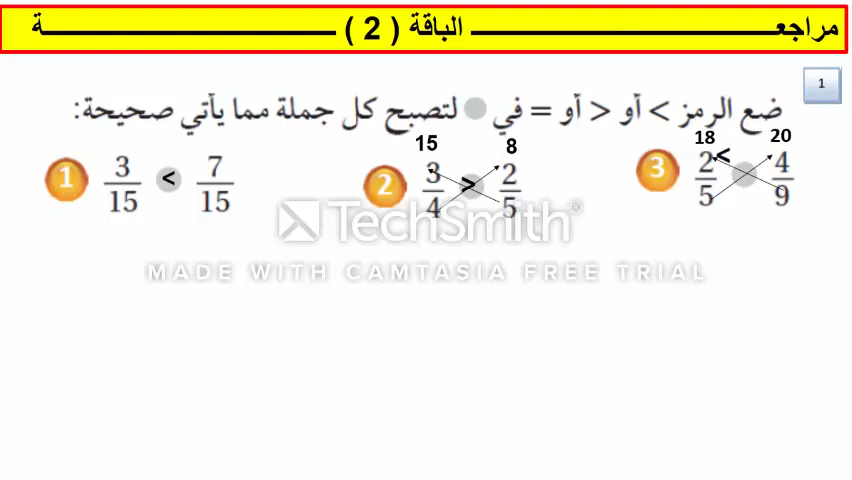 مراجعـــــــــــــة الباقة ( 2 )
1
ضع الرمز > أو < أو = في ● لتصبح كل جملة مما يأتي صحيحة:
15 8 18 20
1 3/15 < 7/15 2 3/4 > 2/5 3 2/5 < 4/9
TechSmith®
MADE WITH CAMTASIA FREE TRIAL